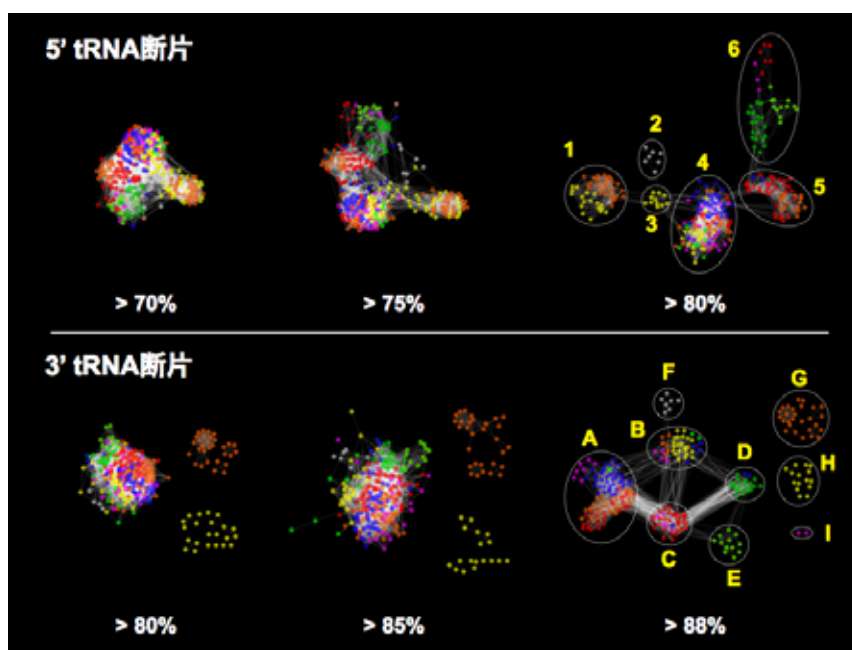 5' tRNA断片
6
2
1
4
5
3
> 70%
> 75%
> 80%
3' tRNA断片
F
G
A
B
D
H
I
C
E
> 80%
> 85%
> 88%